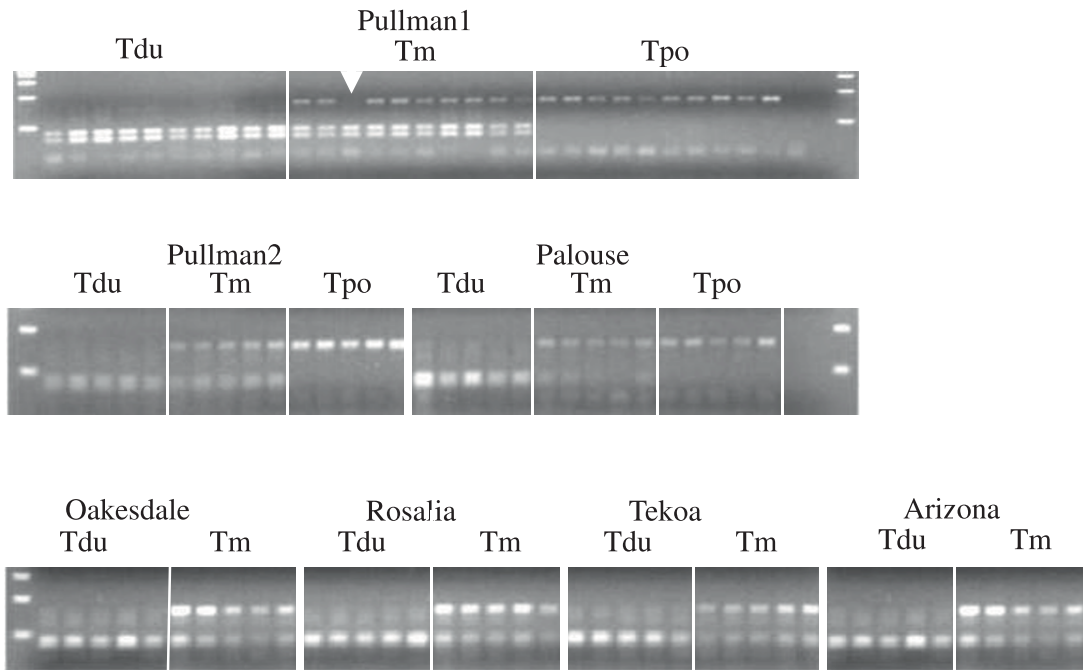 Pullman1
Tdu Tm Tpo
Pullman2 Palouse
Tdu Tm Tpo Tdu Tm Tpo
Oakesdale Rosalia Tekoa Arizona
Tdu Tm Tdu Tm Tdu Tm Tdu Tm